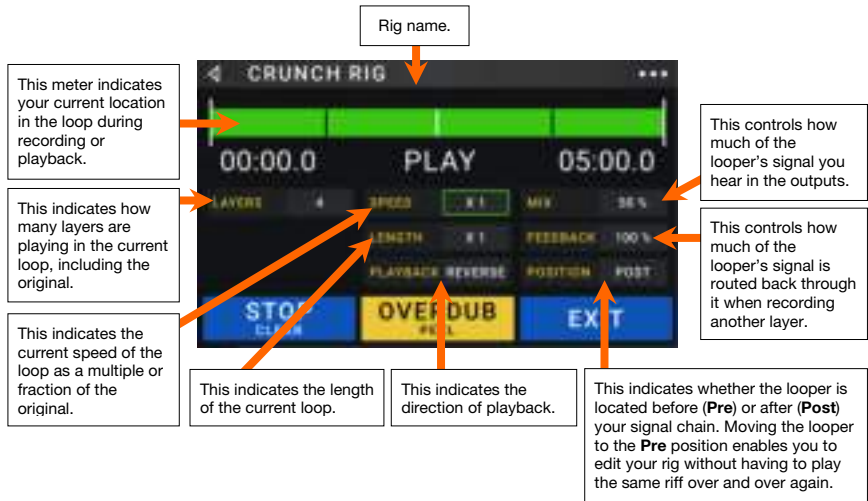 Rig name.
This meter indicates
your current location
in the loop during
recording or
playback.
CRUNCH RIG
00:00.0 PLAY 05:00.0
This controls how
much of the
looper's signal you
hear in the outputs.
This indicates how
many layers are
playing in the current
loop, including the
original.
LAYERS 4 SPEED X 1 MIX %
LENGTH X 1 FEEDBACK 100 %
PLAYBACK REVERSE POSITION POST
This controls how
much of the
looper's signal is
routed back through
it when recording
another layer.
STOP OVERDUB EXIT
This indicates the
current speed of the
loop as a multiple or
fraction of the
original.
This indicates the length
of the current loop.
This indicates the
direction of playback.
This indicates whether the looper is
located before (Pre) or after (Post)
your signal chain. Moving the looper
to the Pre position enables you to
edit your rig without having to play
the same riff over and over again.